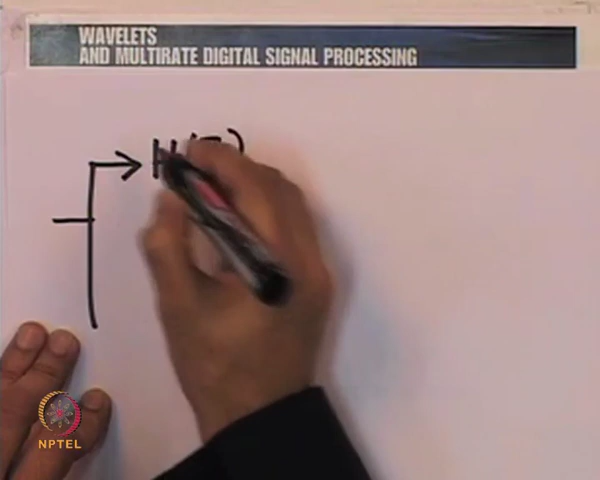 WAVELETS
AND MULTIRATE DIGITAL SIGNAL PROCESSING
NPTEL